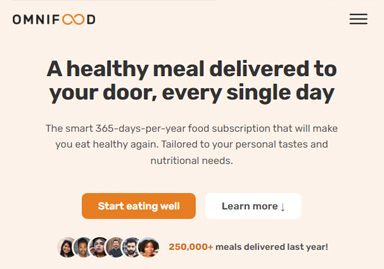 OMNIFOOD
A healthy meal delivered to
your door, every single day
The smart 365-days-per-year food subscription that will make
you eat healthy again. Tailored to your personal tastes and
nutritional needs.
Start eating well
Learn more ↓
250,000+ meals delivered last year!